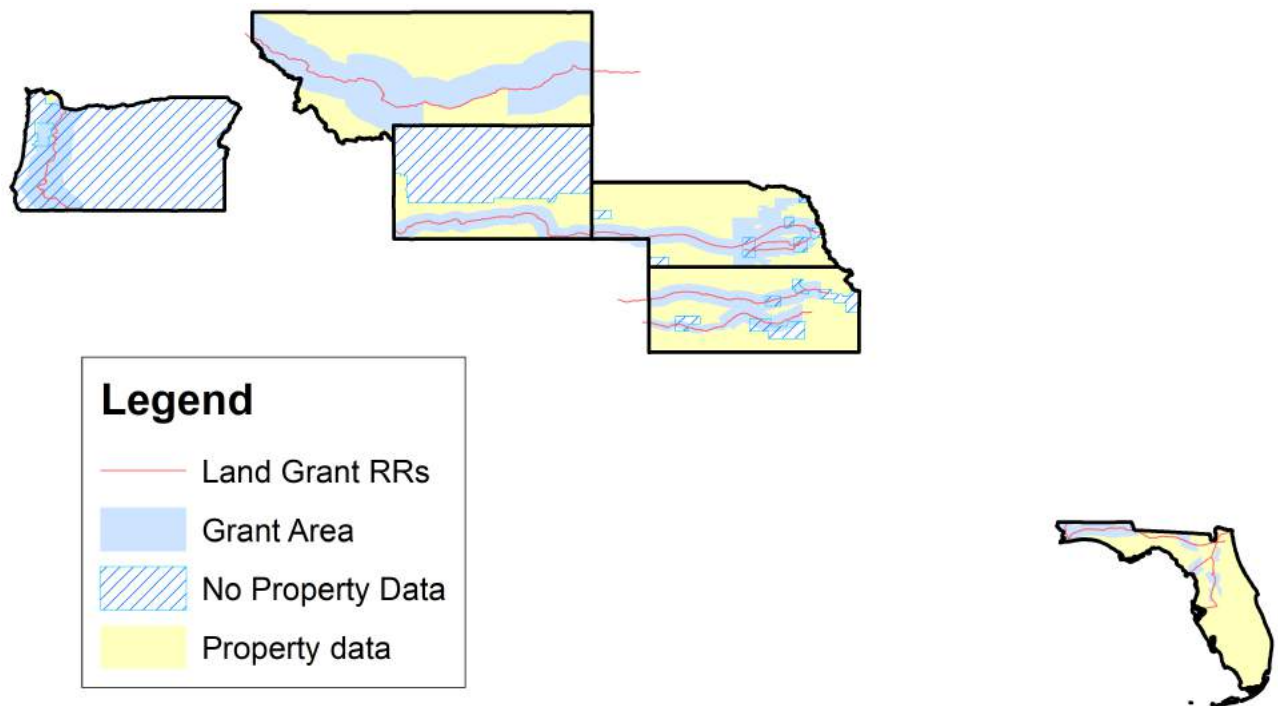 Legend
Land Grant RRs
Grant Area
No Property Data
Property data